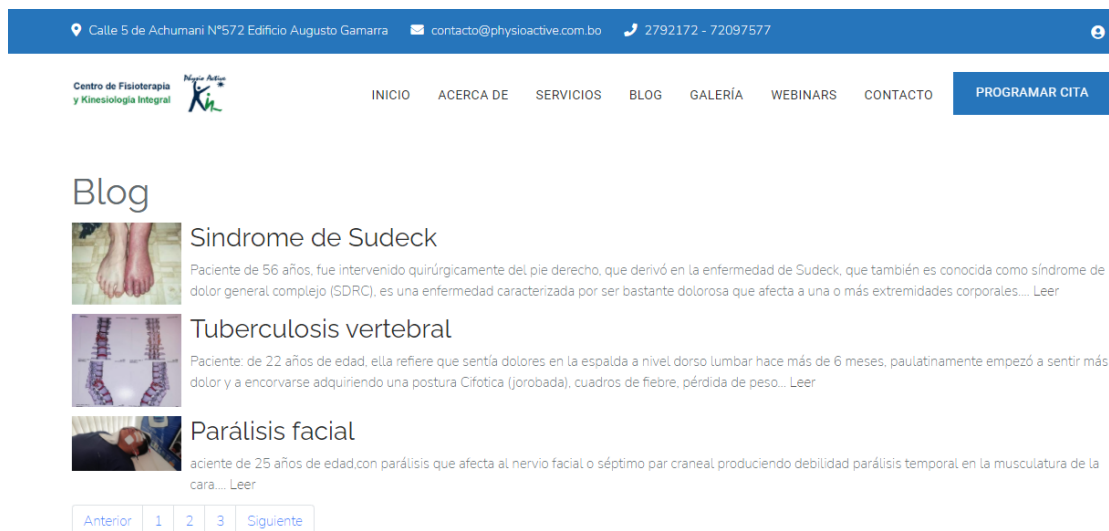 Calle 5 de Achumani N°572 Edificio Augusto Gamarra contacto@physioactive.com.bo 2792172 - 72097577
Centro de Fisioterapia
y Kinesiologia Integral
Physio Active
Kin
INICIO ACERCA DE SERVICIOS BLOG GALERÍA WEBINARS CONTACTO PROGRAMAR CITA
Blog
Sindrome de Sudeck
Paciente de 56 años, fue intervenido quirúrgicamente del pie derecho, que derivó en la enfermedad de Sudeck, que también es conocida como síndrome de
dolor general complejo (SDRC), es una enfermedad caracterizada por ser bastante dolorosa que afecta a una o más extremidades corporales.... Leer
Tuberculosis vertebral
Paciente: de 22 años de edad, ella refiere que sentía dolores en la espalda a nivel dorso lumbar hace más de 6 meses, paulatinamente empezó a sentir más
dolor y a encorvarse adquiriendo una postura Cifotica (jorobada), cuadros de fiebre, pérdida de peso... Leer
Parálisis facial
aciente de 25 años de edad,con parálisis que afecta al nervio facial o séptimo par craneal produciendo debilidad parálisis temporal en la musculatura de la
cara.... Leer
Anterior 1 2 3 Siguiente